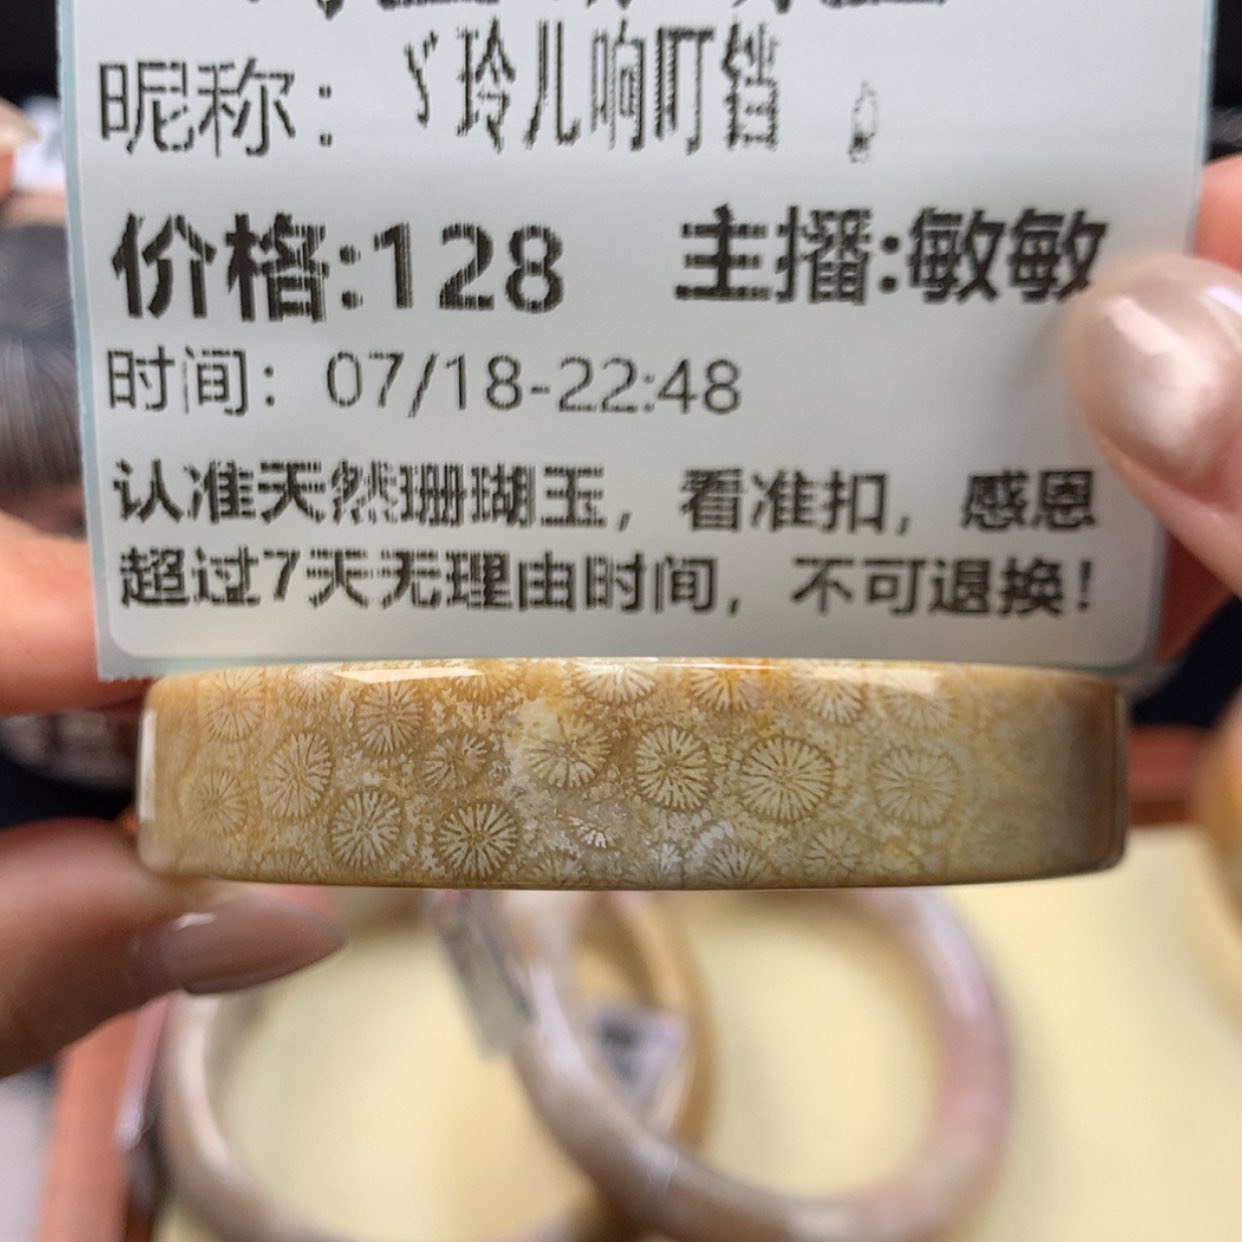 昵称：ゞ玲儿响叮铛
价格:128 主播:敏敏
时间：07/18-22:48
认准天然珊瑚玉，看准扣，感恩
超过7天无理由时间，不可退换！